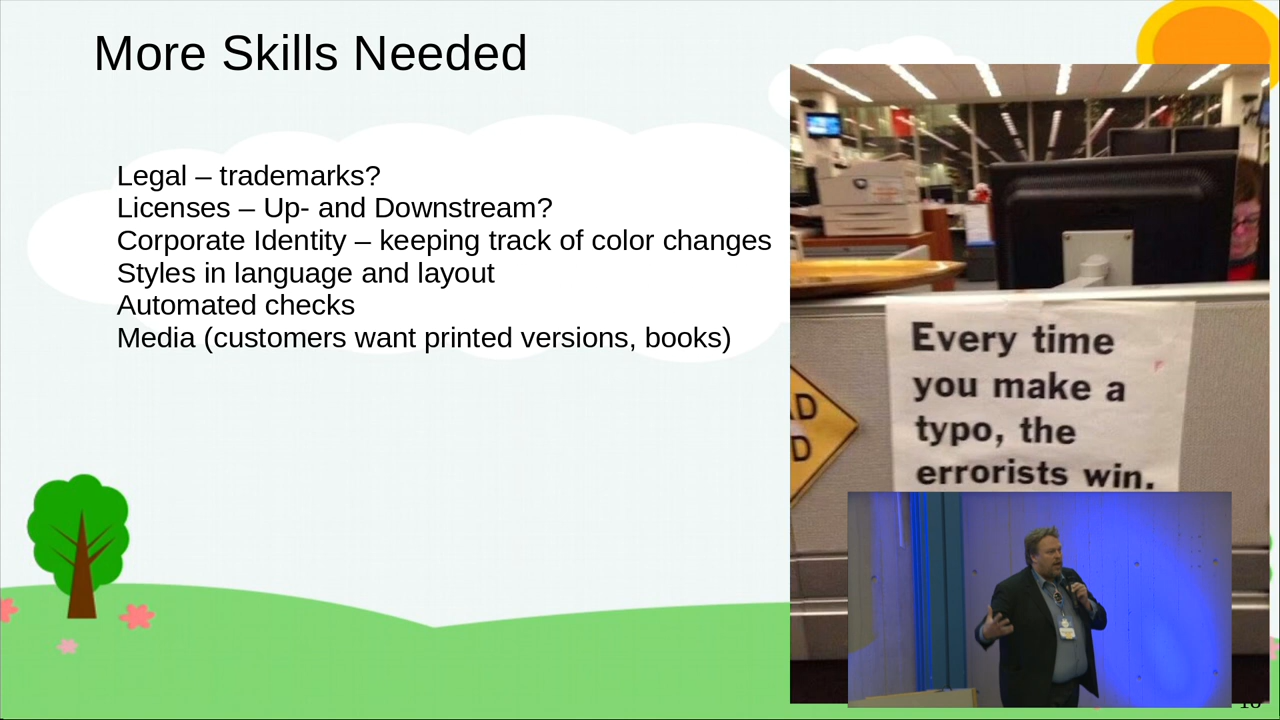 More Skills Needed
Legal – trademarks?
Licenses – Up- and Downstream?
Corporate Identity – keeping track of color changes
Styles in language and layout
Automated checks
Media (customers want printed versions, books)
Every time
you make a
typo, the
errorists win.